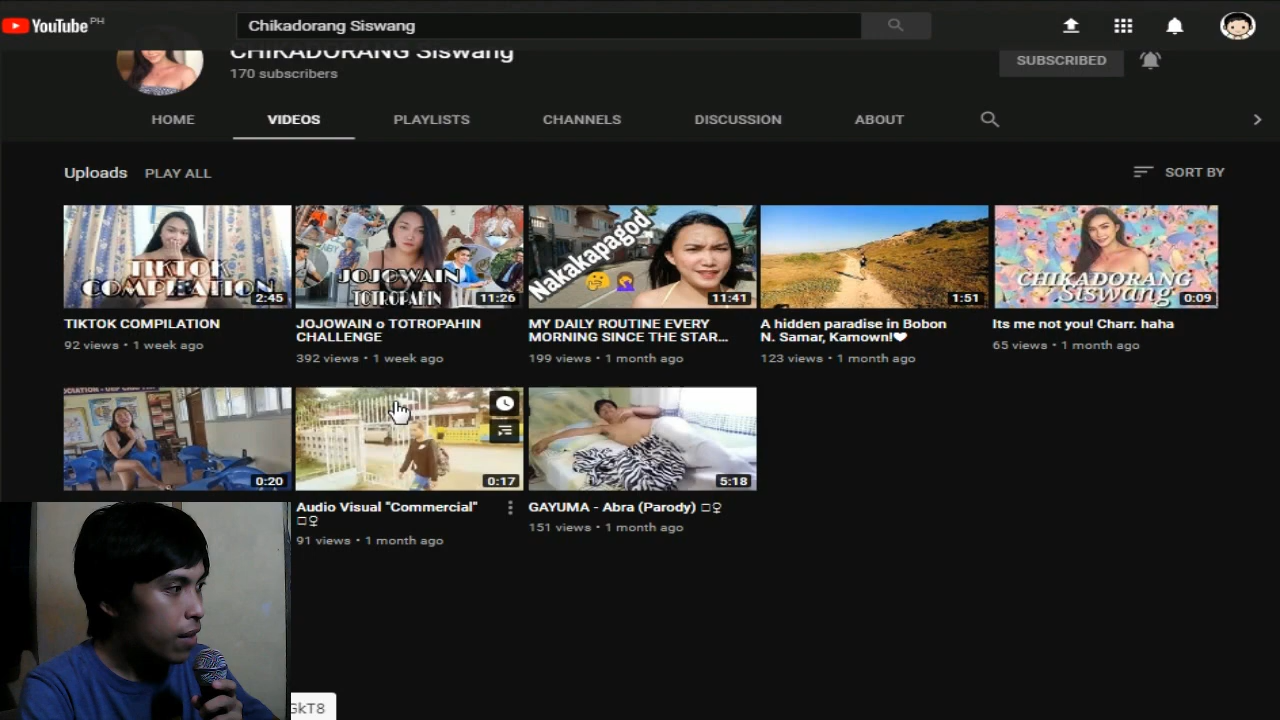 YouTube PH
Chikadorang Siswang
CHIKADORANG Siswang
170 subscribers
SUBSCRIBED
HOME
VIDEOS
PLAYLISTS
CHANNELS
DISCUSSION
ABOUT
Uploads
PLAY ALL
SORT BY
TIKTOK
COMPILATION
2:45
JOJOWAIN
TOTROPAHIN
11:26
Nakakapagod
11:41
1:51
CHIKADORANG
Siswang
0:09
TIKTOK COMPILATION
92 views • 1 week ago
JOJOWAIN o TOTROPAHIN
CHALLENGE
392 views • 1 week ago
MY DAILY ROUTINE EVERY
MORNING SINCE THE STAR...
199 views • 1 month ago
A hidden paradise in Bobon
N. Samar, Kamown!❤
123 views • 1 month ago
Its me not you! Charr. haha
65 views • 1 month ago
0:20
0:17
5:18
Audio Visual "Commercial"
□♀
91 views • 1 month ago
GAYUMA - Abra (Parody) □♀
151 views • 1 month ago
GkT8